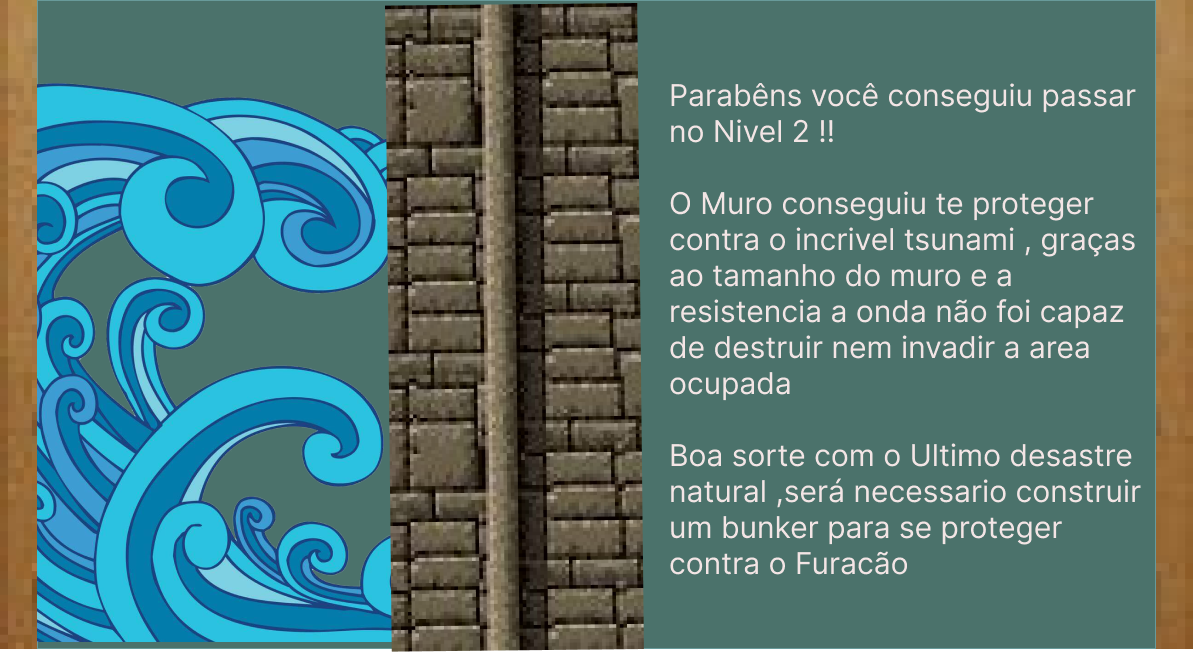 Parabêns você conseguiu passar
no Nivel 2 !!
O Muro conseguiu te proteger
contra o incrivel tsunami , graças
ao tamanho do muro e a
resistencia a onda não foi capaz
de destruir nem invadir a area
ocupada
Boa sorte com o Ultimo desastre
natural ,será necessario construir
um bunker para se proteger
contra o Furacão